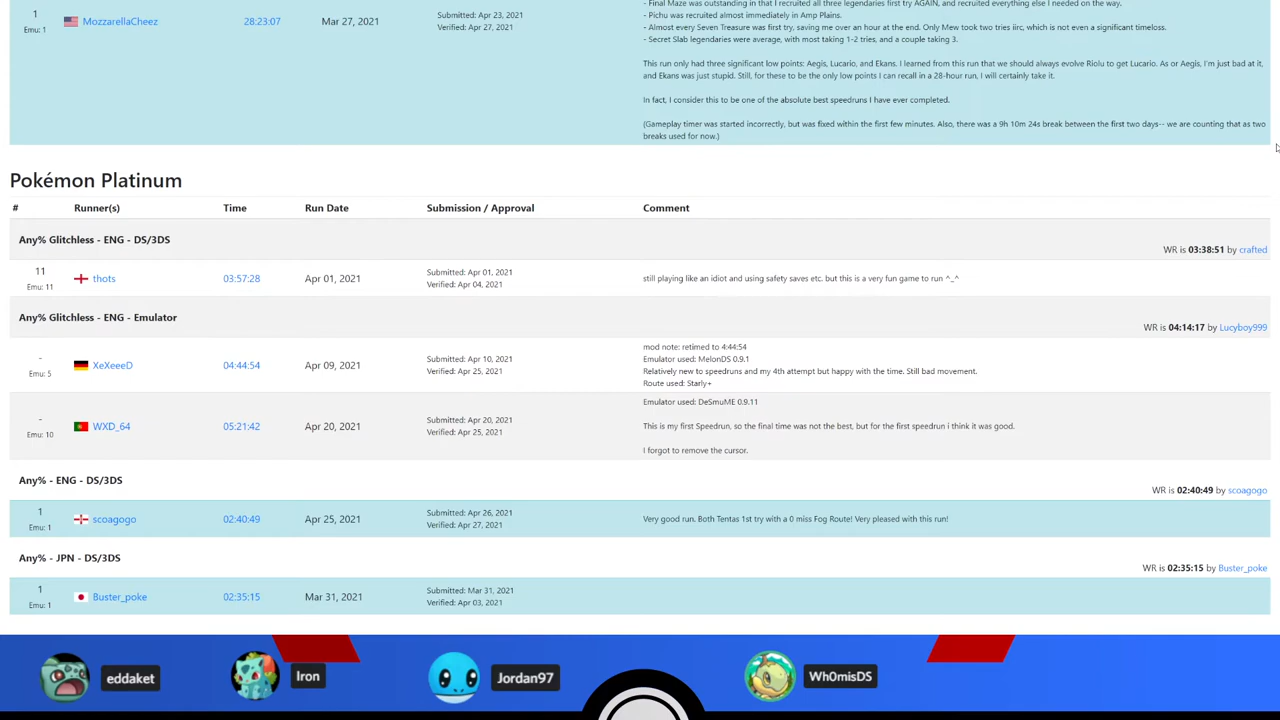 - Final Maze was outstanding in that I recruited all three legendaries first try AGAIN, and recruited everything else I needed on the way.
1 MozzarellaCheez 28:23:07 Mar 27, 2021 Submitted: Apr 23, 2021 - Pichu was recruited almost immediately in Amp Plains.
Emu: 1 Verified: Apr 27, 2021 - Almost every Seven Treasure was first try, saving me over an hour at the end. Only Mew took two tries iirc, which is not even a significant timeloss.
- Secret Slab legendaries were average, with most taking 1-2 tries, and a couple taking 3.
This run only had three significant low points: Aegis, Lucario, and Ekans. I learned from this run that we should always evolve Riolu to get Lucario. As or Aegis, I'm just bad at it,
and Ekans was just stupid. Still, for these to be the only low points I can recall in a 28-hour run, I will certainly take it.
In fact, I consider this to be one of the absolute best speedruns I have ever completed.
(Gameplay timer was started incorrectly, but was fixed within the first few minutes. Also, there was a 9h 10m 24s break between the first two days-- we are counting that as two
breaks used for now.)
Pokémon Platinum
# Runner(s) Time Run Date Submission / Approval Comment
Any% Glitchless - ENG - DS/3DS
WR is 03:38:51 by crafted
11 thots 03:57:28 Apr 01, 2021 Submitted: Apr 01, 2021 still playing like an idiot and using safety saves etc. but this is a very fun game to run ^_^
Emu: 11 Verified: Apr 04, 2021
Any% Glitchless - ENG - Emulator
WR is 04:14:17 by Lucyboy999
mod note: retimed to 4:44:54
- XeXeeeD 04:44:54 Apr 09, 2021 Submitted: Apr 10, 2021 Emulator used: MelonDS 0.9.1
Emu: 5 Verified: Apr 25, 2021 Relatively new to speedruns and my 4th attempt but happy with the time. Still bad movement.
Route used: Starly+
Emulator used: DeSmuME 0.9.11
- WXD_64 05:21:42 Apr 20, 2021 Submitted: Apr 20, 2021 This is my first Speedrun, so the final time was not the best, but for the first speedrun i think it was good.
Emu: 10 Verified: Apr 25, 2021
I forgot to remove the cursor.
Any% - ENG - DS/3DS
WR is 02:40:49 by scoagogo
1 scoagogo 02:40:49 Apr 25, 2021 Submitted: Apr 26, 2021 Very good run. Both Tentas 1st try with a 0 miss Fog Route! Very pleased with this run!
Emu: 1 Verified: Apr 27, 2021
Any% - JPN - DS/3DS
WR is 02:35:15 by Buster_poke
1 Buster_poke 02:35:15 Mar 31, 2021 Submitted: Mar 31, 2021
Emu: 1 Verified: Apr 03, 2021
eddaket Iron Jordan97 Wh0misDS